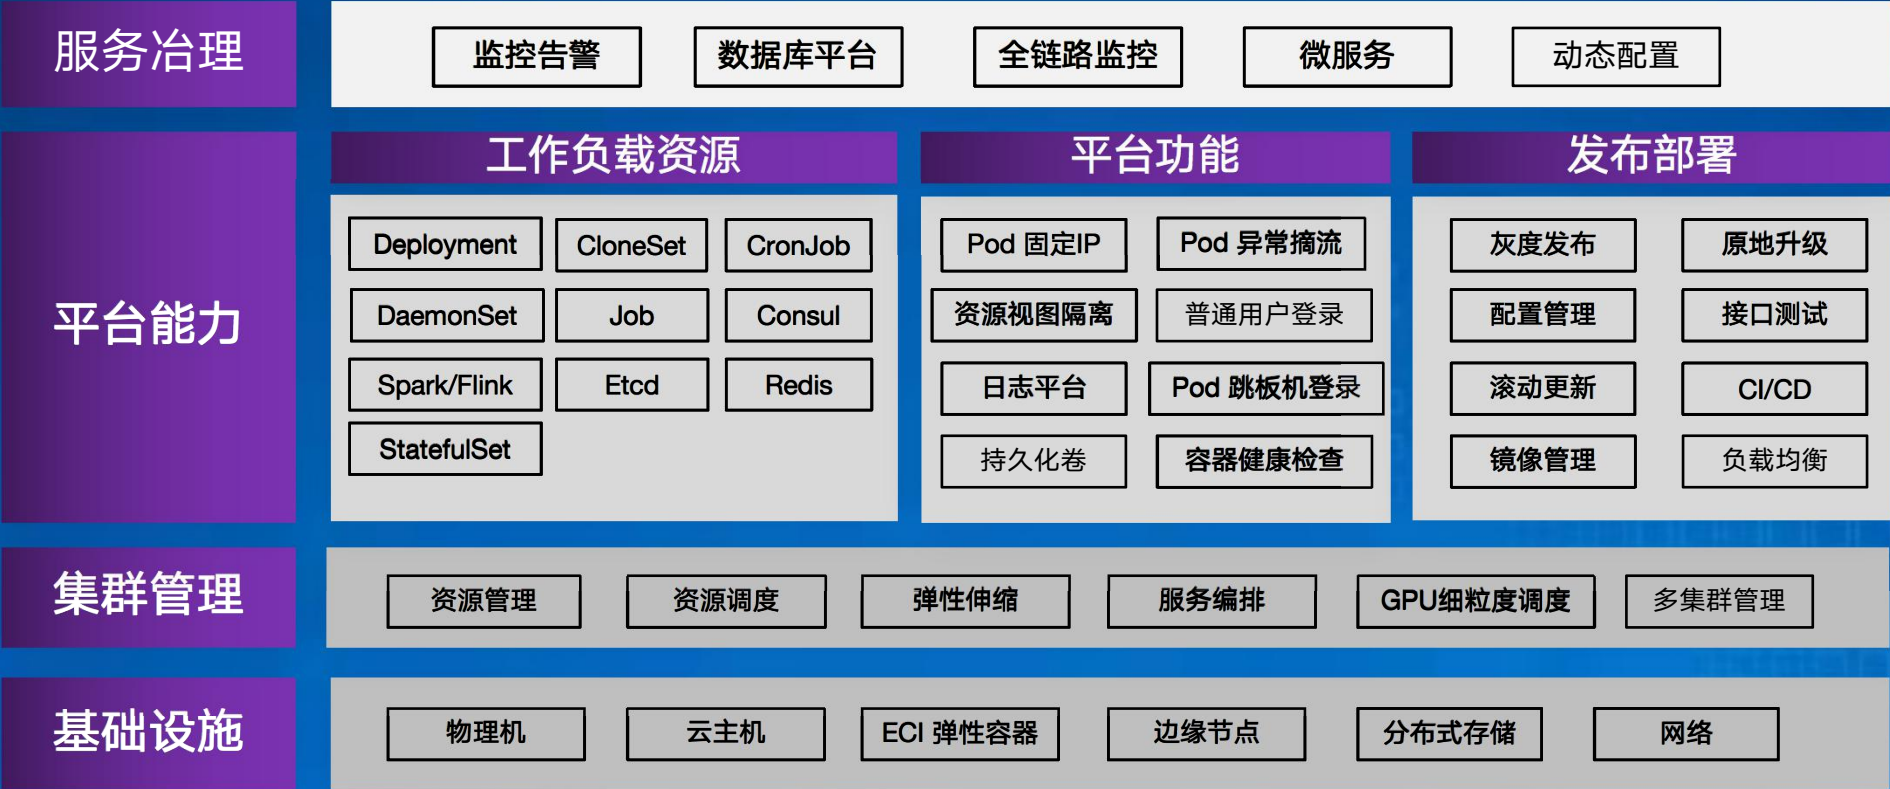 服务冶理
监控告警 数据库平台 全链路监控 微服务 动态配置
平台能力
工作负载资源
Deployment CloneSet CronJob
DaemonSet Job Consul
Spark/Flink Etcd Redis
StatefulSet
平台功能
Pod 固定IP Pod 异常摘流
资源视图隔离 普通用户登录
日志平台 Pod 跳板机登录
持久化卷 容器健康检查
发布部署
灰度发布 原地升级
配置管理 接口测试
滚动更新 CI/CD
镜像管理 负载均衡
集群管理
资源管理 资源调度 弹性伸缩 服务编排 GPU细粒度调度 多集群管理
基础设施
物理机 云主机 ECI 弹性容器 边缘节点 分布式存储 网络